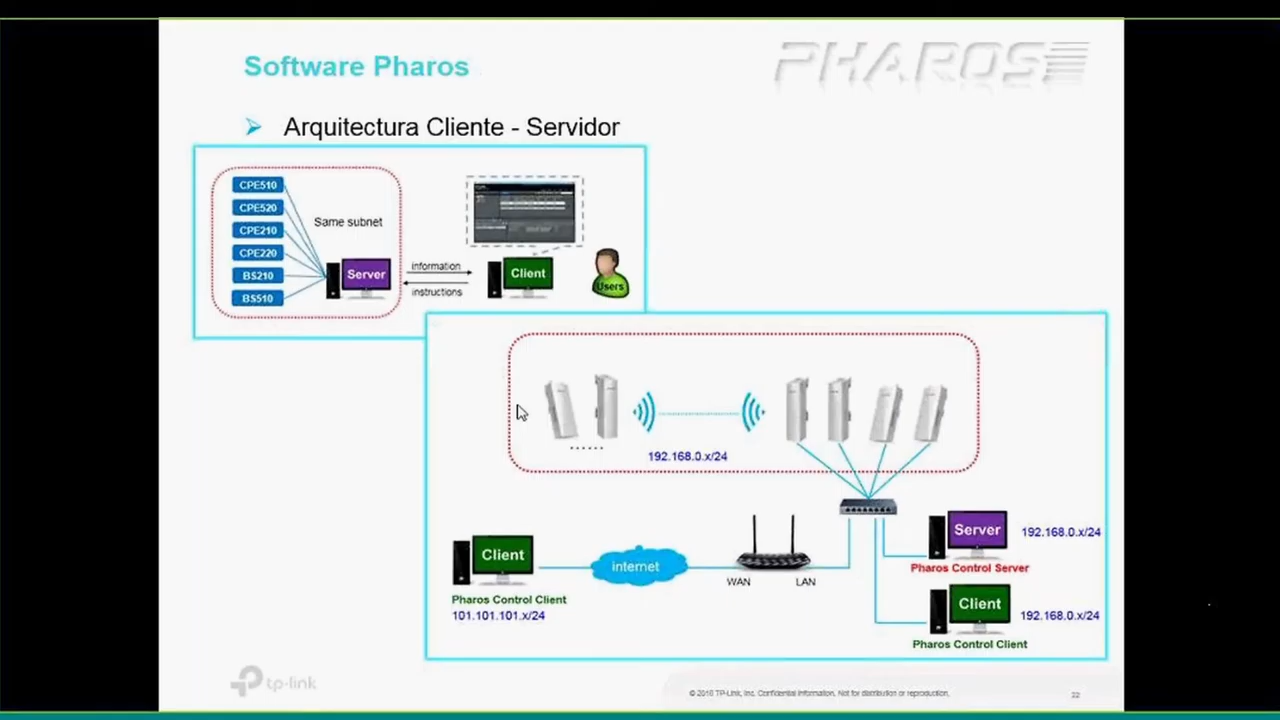 Software Pharos
PHAROS
Arquitectura Cliente - Servidor
CPE510
CPE520
CPE210
CPE220
BS210
BS510
Same subnet
Server
information
instructions
Client
Users
192.168.0.x/24
Client
Pharos Control Client
101.101.101.x/24
internet
WAN
LAN
Server
192.168.0.x/24
Pharos Control Server
Client
192.168.0.x/24
Pharos Control Client
tp-link
© 2016 TP-Link, Inc. Confidential Information. Not for distribution or reproduction.
22